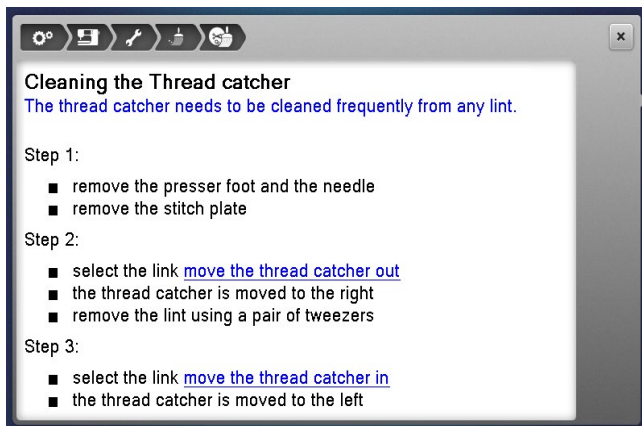 Cleaning the Thread catcher
The thread catcher needs to be cleaned frequently from any lint.
Step 1:
■ remove the presser foot and the needle
■ remove the stitch plate
Step 2:
■ select the link move the thread catcher out
■ the thread catcher is moved to the right
■ remove the lint using a pair of tweezers
Step 3:
■ select the link move the thread catcher in
■ the thread catcher is moved to the left